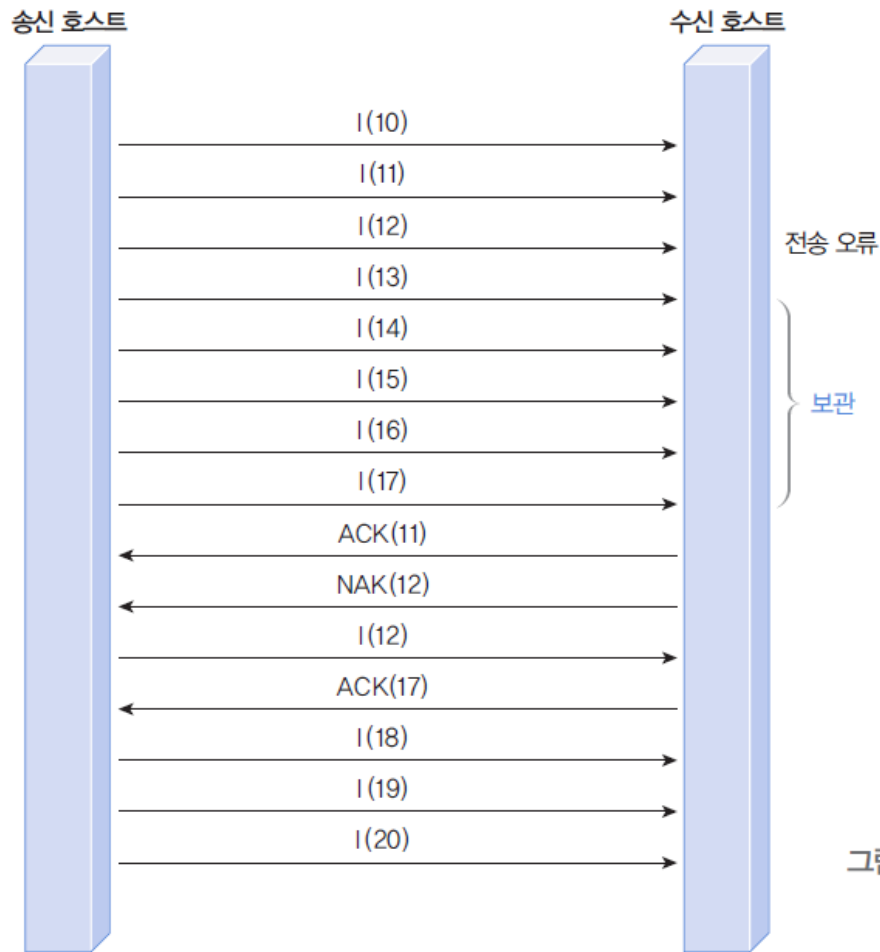 송신 호스트 수신 호스트
I(10)
I(11)
I(12)
전송 오류
I(13)
I(14)
I(15)
보관
I(16)
I(17)
ACK(11)
NAK(12)
I(12)
ACK(17)
I(18)
I(19)
I(20)